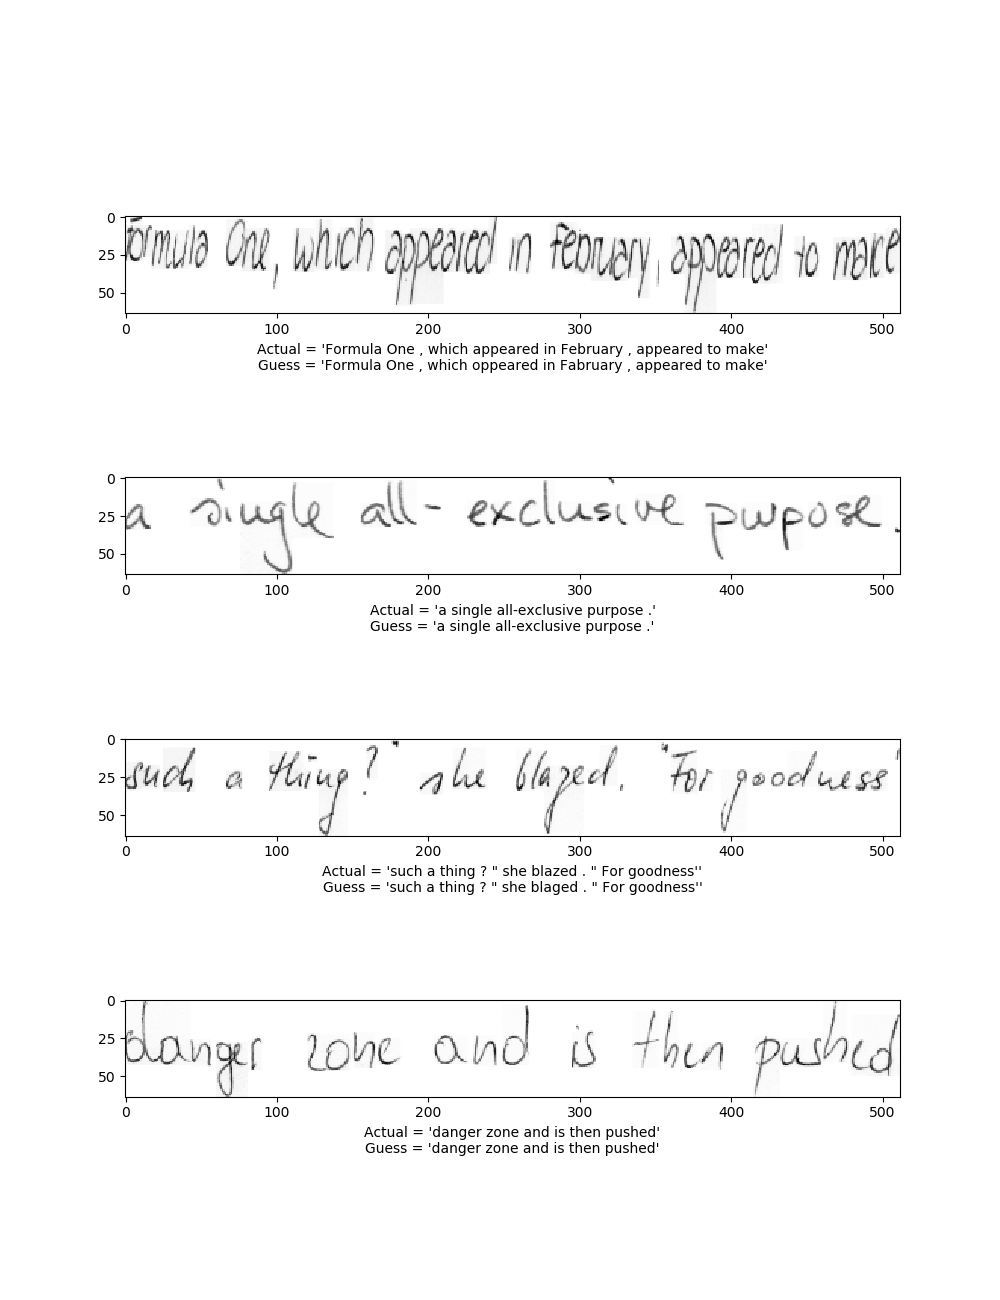 0
25
50
Formula One, which appeared in February, appeared to make
0 100 200 300 400 500
Actual = 'Formula One , which appeared in February , appeared to make'
Guess = 'Formula One , which oppeared in Fabruary , appeared to make'
0
25
50
a single all-exclusive purpose.
0 100 200 300 400 500
Actual = 'a single all-exclusive purpose .'
Guess = 'a single all-exclusive purpose .'
0
25
50
such a thing?" she blazed. "For goodness'
0 100 200 300 400 500
Actual = 'such a thing ? " she blazed . " For goodness''
Guess = 'such a thing ? " she blaged . " For goodness''
0
25
50
danger zone and is then pushed
0 100 200 300 400 500
Actual = 'danger zone and is then pushed'
Guess = 'danger zone and is then pushed'